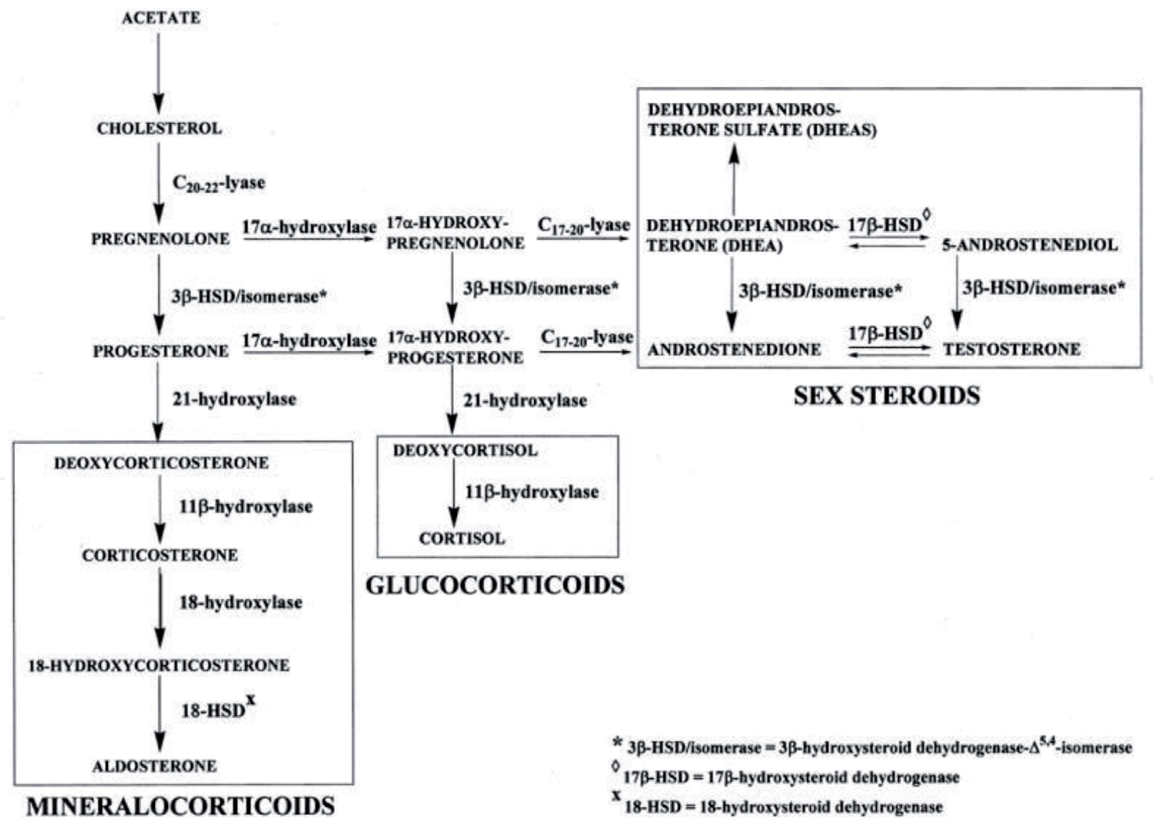 ACETATE
CHOLESTEROL
C20-22-lyase
PREGNENOLONE
17α-hydroxylase
17α-HYDROXY-
PREGNENOLONE
C17-20-lyase
DEHYDROEPIANDROS-
TERONE SULFATE (DHEAS)
DEHYDROEPIANDROS-
TERONE (DHEA)
17β-HSD◊
5-ANDROSTENEDIOL
3β-HSD/isomerase*
3β-HSD/isomerase*
3β-HSD/isomerase*
3β-HSD/isomerase*
PROGESTERONE
17α-hydroxylase
17α-HYDROXY-
PROGESTERONE
C17-20-lyase
ANDROSTENEDIONE
17β-HSD◊
TESTOSTERONE
SEX STEROIDS
21-hydroxylase
21-hydroxylase
DEOXYCORTICOSTERONE
11β-hydroxylase
CORTICOSTERONE
18-hydroxylase
18-HYDROXYCORTICOSTERONE
18-HSDx
ALDOSTERONE
MINERALOCORTICOIDS
DEOXYCORTISOL
11β-hydroxylase
CORTISOL
GLUCOCORTICOIDS
* 3β-HSD/isomerase = 3β-hydroxysteroid dehydrogenase-Δ5,4-isomerase
◊ 17β-HSD = 17β-hydroxysteroid dehydrogenase
x 18-HSD = 18-hydroxysteroid dehydrogenase